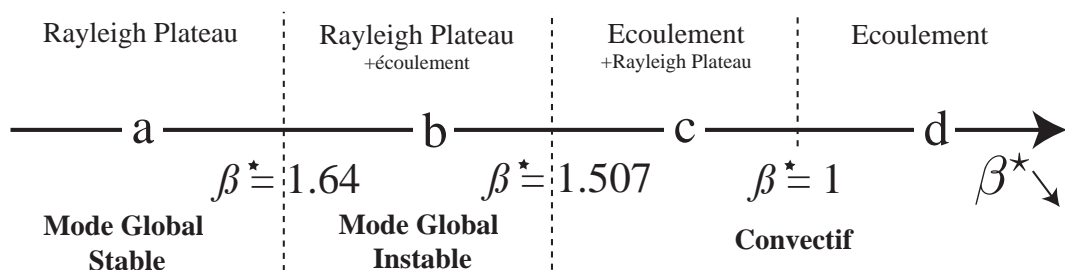 Rayleigh Plateau
Rayleigh Plateau
+écoulement
Ecoulement
+Rayleigh Plateau
Ecoulement
a
b
c
d
β* = 1.64
β* = 1.507
β* = 1
β* ↘
Mode Global
Stable
Mode Global
Instable
Convectif